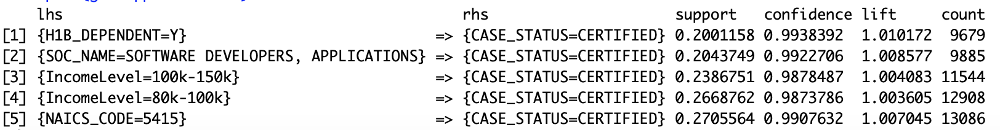 lhs rhs support confidence lift count
[1] {H1B_DEPENDENT=Y} => {CASE_STATUS=CERTIFIED} 0.2001158 0.9938392 1.010172 9679
[2] {SOC_NAME=SOFTWARE DEVELOPERS, APPLICATIONS} => {CASE_STATUS=CERTIFIED} 0.2043749 0.9922706 1.008577 9885
[3] {IncomeLevel=100k-150k} => {CASE_STATUS=CERTIFIED} 0.2386751 0.9878487 1.004083 11544
[4] {IncomeLevel=80k-100k} => {CASE_STATUS=CERTIFIED} 0.2668762 0.9873786 1.003605 12908
[5] {NAICS_CODE=5415} => {CASE_STATUS=CERTIFIED} 0.2705564 0.9907632 1.007045 13086